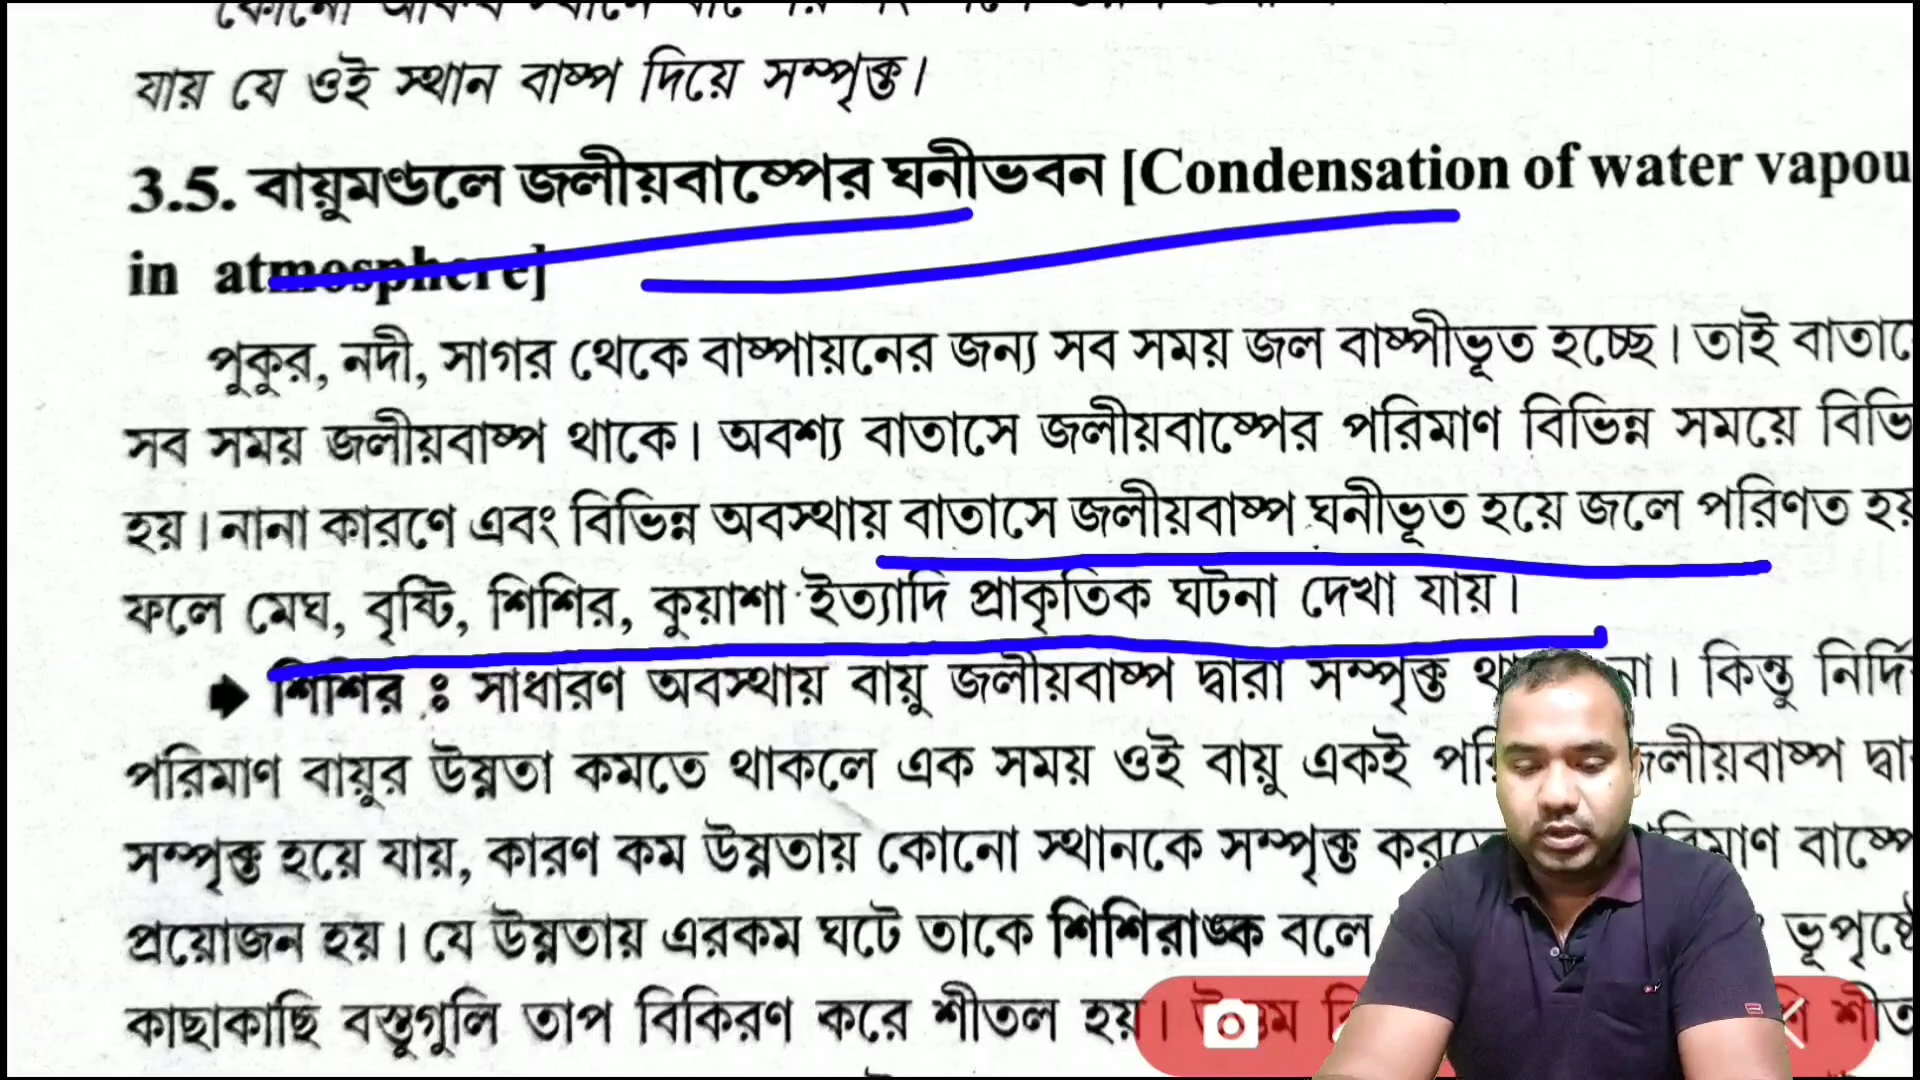 যায় যে ওই স্থান বাষ্প দিয়ে সম্পৃক্ত।
3.5. বায়ুমণ্ডলে জলীয়বাষ্পের ঘনীভবন [Condensation of water vapou
in atmosphere]
পুকুর, নদী, সাগর থেকে বাষ্পায়নের জন্য সব সময় জল বাষ্পীভূত হচ্ছে। তাই
সব সময় জলীয়বাষ্প থাকে। অবশ্য বাতাসে জলীয়বাষ্পের পরিমাণ বিভিন্ন সময়ে
হয়। নানা কারণে এবং বিভিন্ন অবস্থায় বাতাসে জলীয়বাষ্প ঘনীভূত হয়ে জলে পরিণত হয়
ফলে মেঘ, বৃষ্টি, শিশির, কুয়াশা ইত্যাদি প্রাকৃতিক ঘটনা দেখা যায়।
➧ শিশির ঃ সাধারণ অবস্থায় বায়ু জলীয়বাষ্প দ্বারা সম্পৃক্ত না। কিন্তু
পরিমাণ বায়ুর উষ্ণতা কমতে থাকলে এক সময় ওই বায়ু একই জলীয়বাষ্প
সম্পৃক্ত হয়ে যায়, কারণ কম উষ্ণতায় কোনো স্থানকে সম্পৃক্ত
প্রয়োজন হয়। যে উষ্ণতায় এরকম ঘটে তাকে শিশিরাঙ্ক বলে
কাছাকাছি বস্তুগুলি তাপ বিকিরণ করে শীতল হয়।